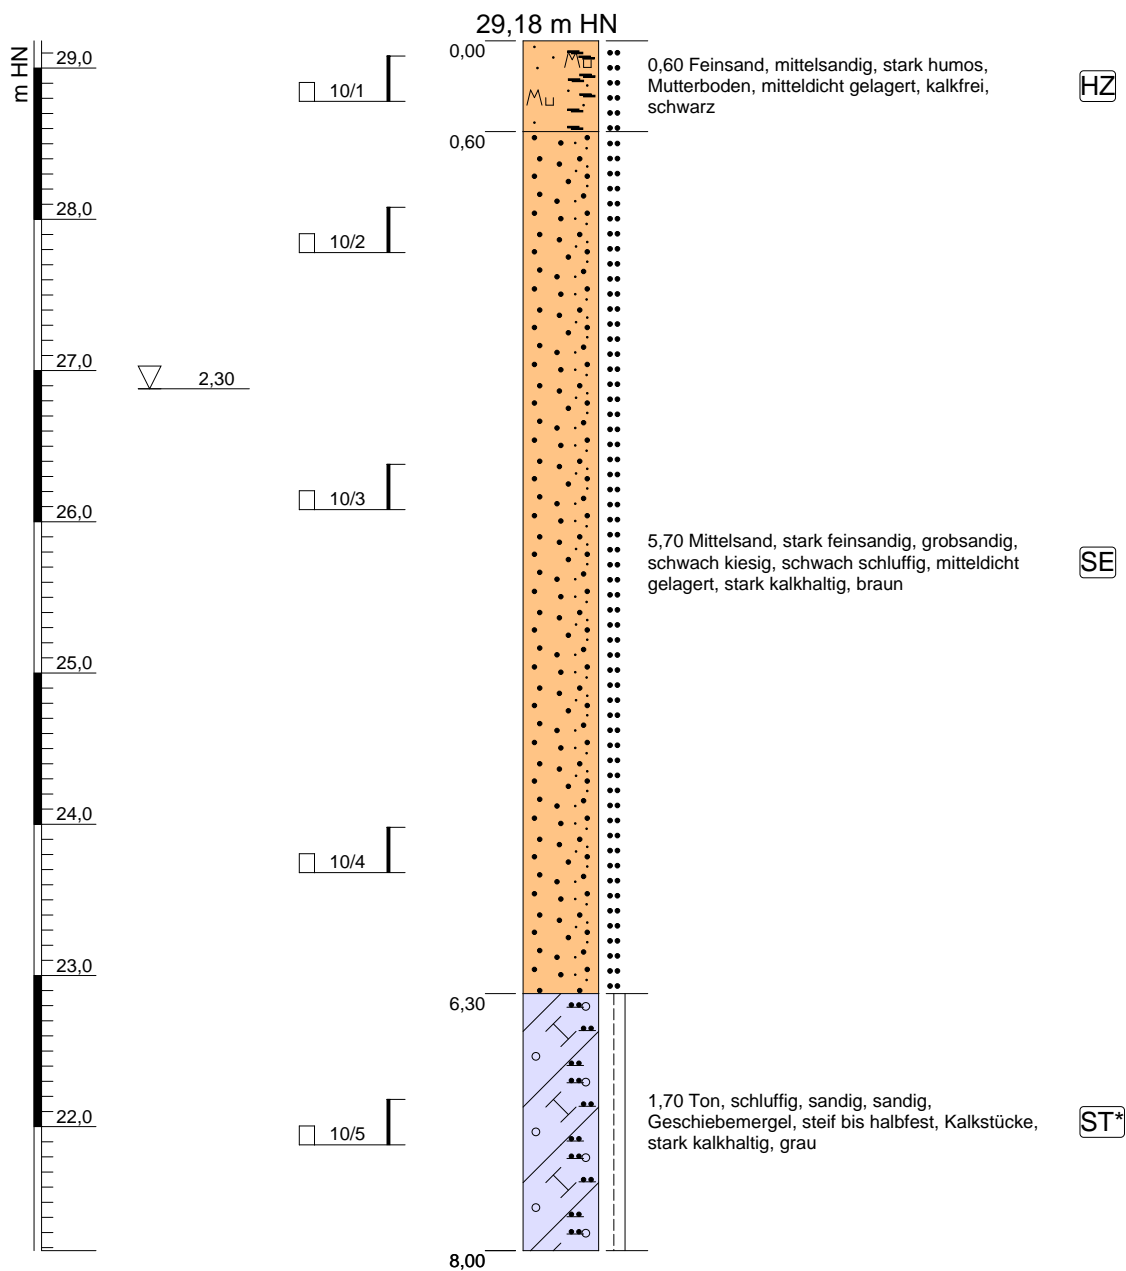 29,18 m HN
m HN
29,0
0,00
10/1
0,60 Feinsand, mittelsandig, stark humos,
Mutterboden, mitteldicht gelagert, kalkfrei,
schwarz
HZ
0,60
28,0
10/2
27,0
2,30
10/3
26,0
5,70 Mittelsand, stark feinsandig, grobsandig,
schwach kiesig, schwach schluffig, mitteldicht
gelagert, stark kalkhaltig, braun
SE
25,0
24,0
10/4
23,0
6,30
22,0
10/5
1,70 Ton, schluffig, sandig, sandig,
Geschiebemergel, steif bis halbfest, Kalkstücke,
stark kalkhaltig, grau
ST*
8,00